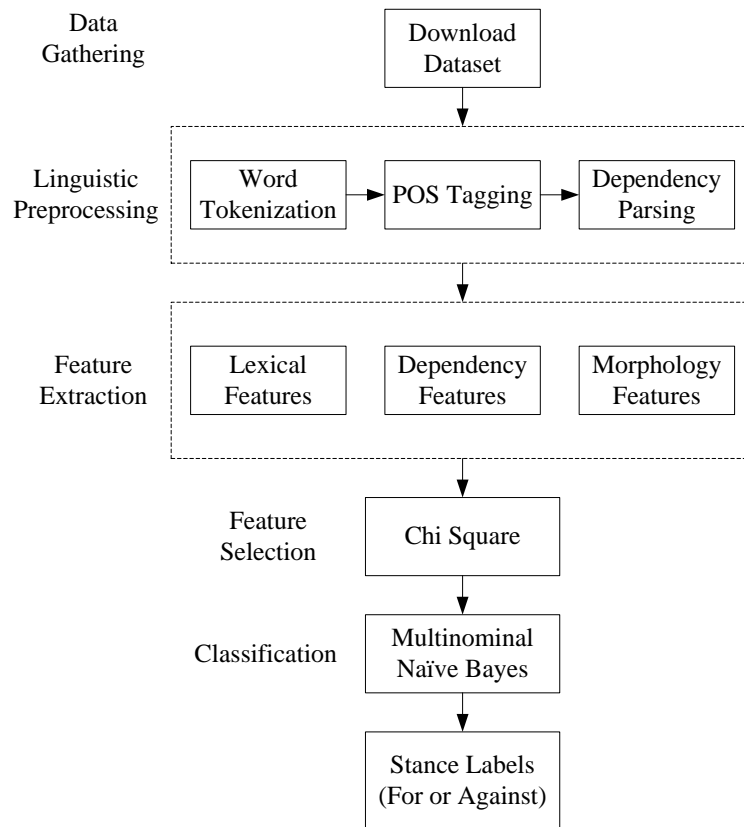 Data
Gathering
Download
Dataset
Linguistic
Preprocessing
Word
Tokenization
POS Tagging
Dependency
Parsing
Feature
Extraction
Lexical
Features
Dependency
Features
Morphology
Features
Feature
Selection
Chi Square
Classification
Multinominal
Naïve Bayes
Stance Labels
(For or Against)